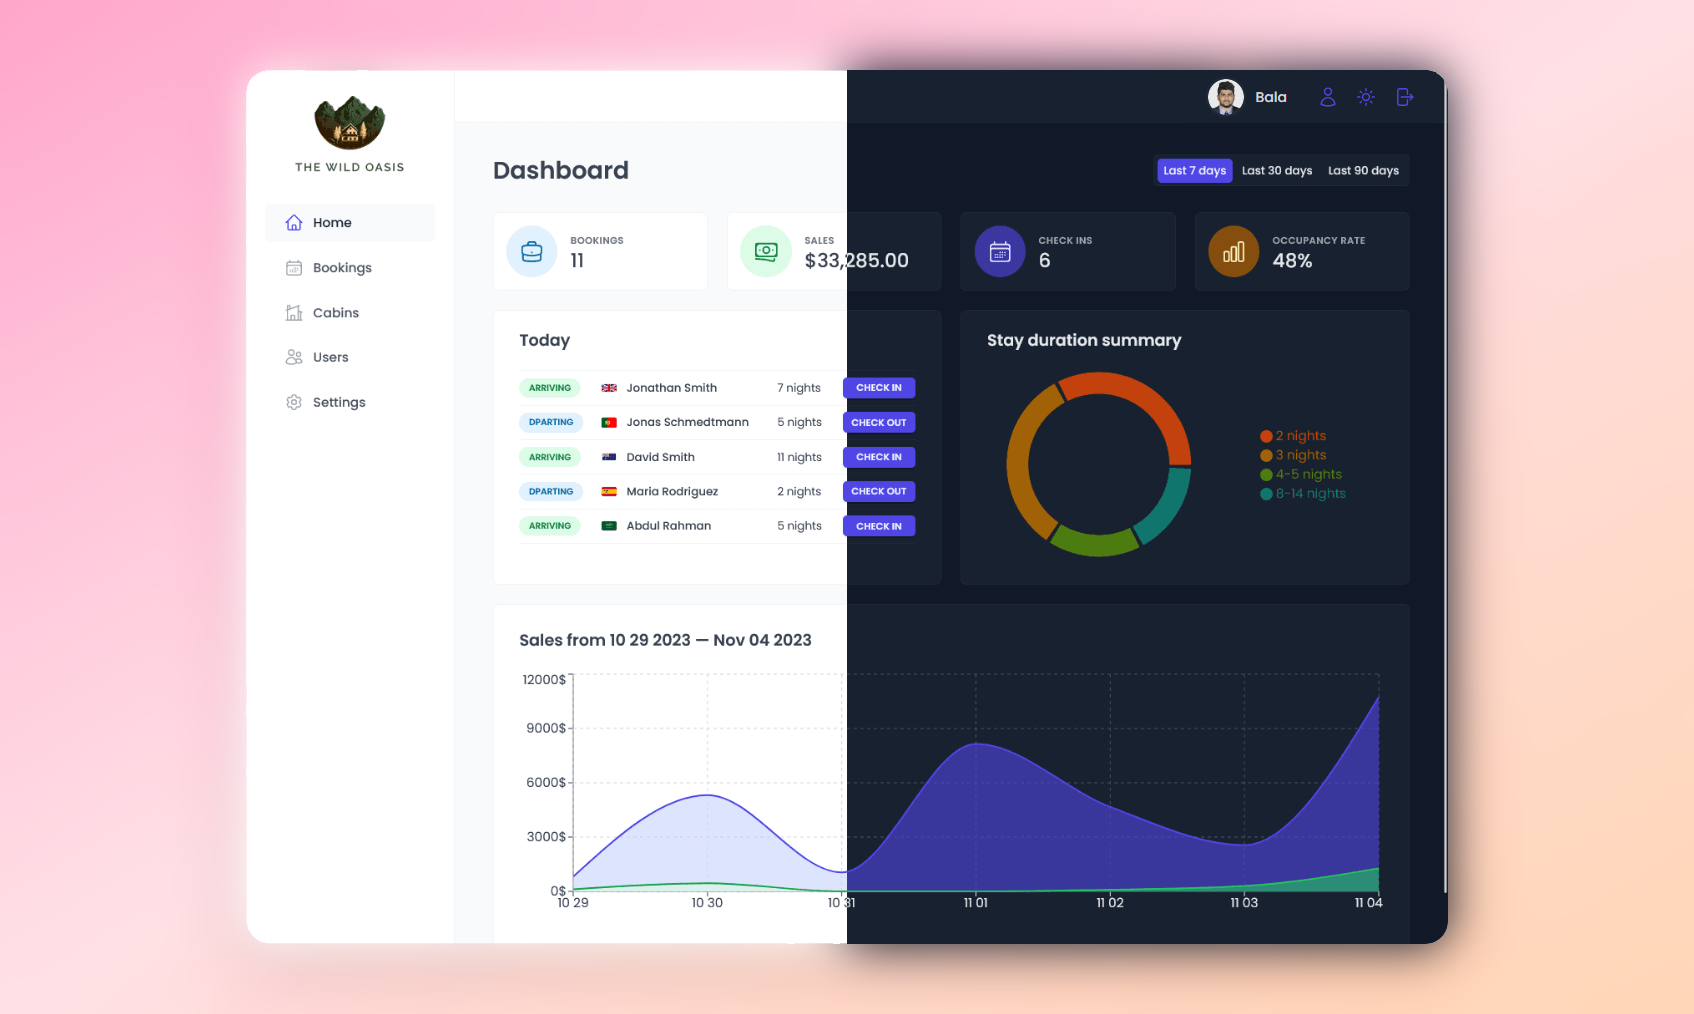 THE WILD OASIS
Home
Bookings
Cabins
Users
Settings
Bala
Dashboard
Last 7 days Last 30 days Last 90 days
BOOKINGS
11
SALES
$33,285.00
CHECK INS
6
OCCUPANCY RATE
48%
Today
ARRIVING Jonathan Smith 7 nights CHECK IN
DPARTING Jonas Schmedtmann 5 nights CHECK OUT
ARRIVING David Smith 11 nights CHECK IN
DPARTING Maria Rodriguez 2 nights CHECK OUT
ARRIVING Abdul Rahman 5 nights CHECK IN
Stay duration summary
2 nights
3 nights
4-5 nights
8-14 nights
Sales from 10 29 2023 — Nov 04 2023
12000$
9000$
6000$
3000$
0$
10 29 10 30 10 31 11 01 11 02 11 03 11 04